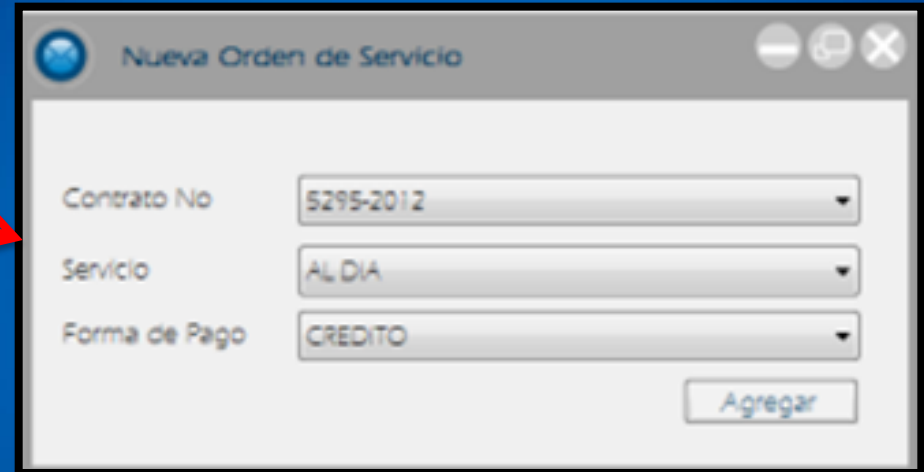 Nueva Orden de Servicio
Contrato No 5295-2012
Servicio AL DIA
Forma de Pago CREDITO
Agregar